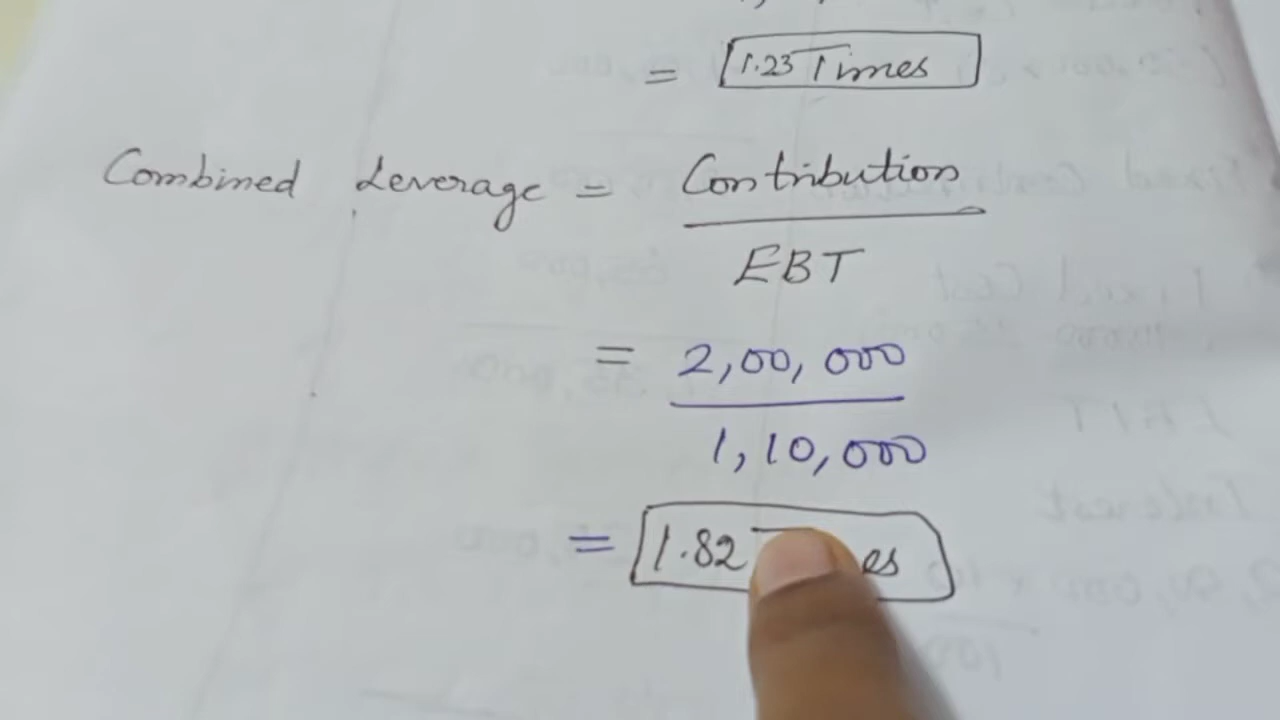 = 1.23 Times
Combined Leverage = Contribution
EBT
= 2,00,000
1,10,000
= 1.82